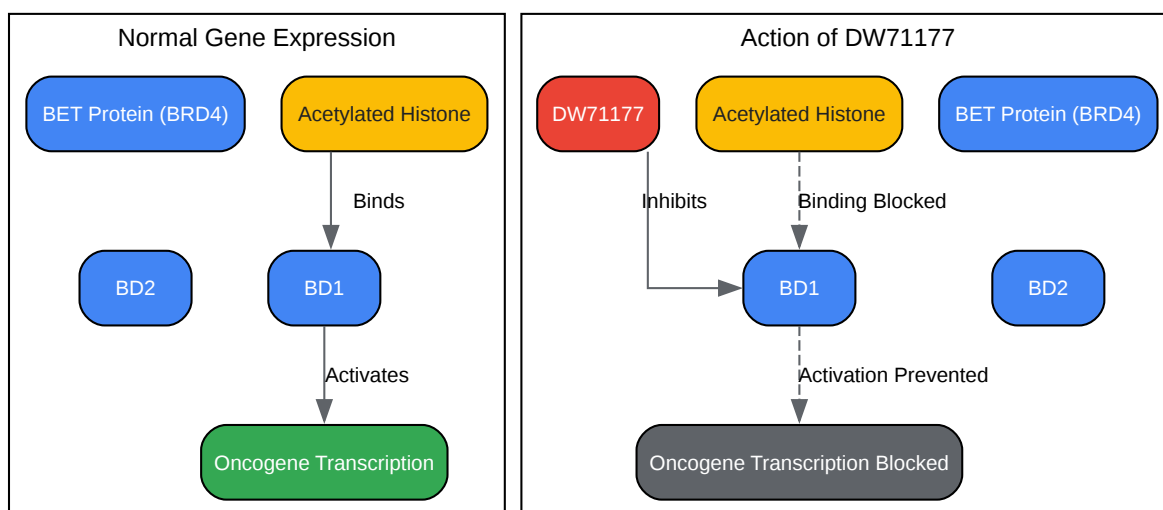 Normal Gene Expression
BET Protein (BRD4)
Acetylated Histone
Binds
BD2
BD1
Activates
Oncogene Transcription
Action of DW71177
DW71177
Acetylated Histone
BET Protein (BRD4)
Inhibits
Binding Blocked
BD1
BD2
Activation Prevented
Oncogene Transcription Blocked